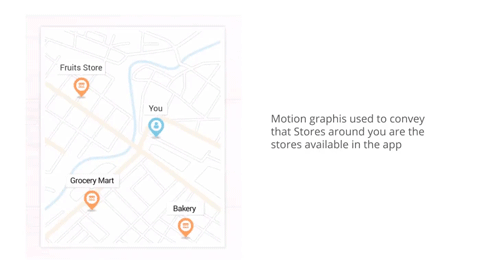 Fruits Store
You
Grocery Mart
Bakery
Motion graphis used to convey
that Stores around you are the
stores available in the app